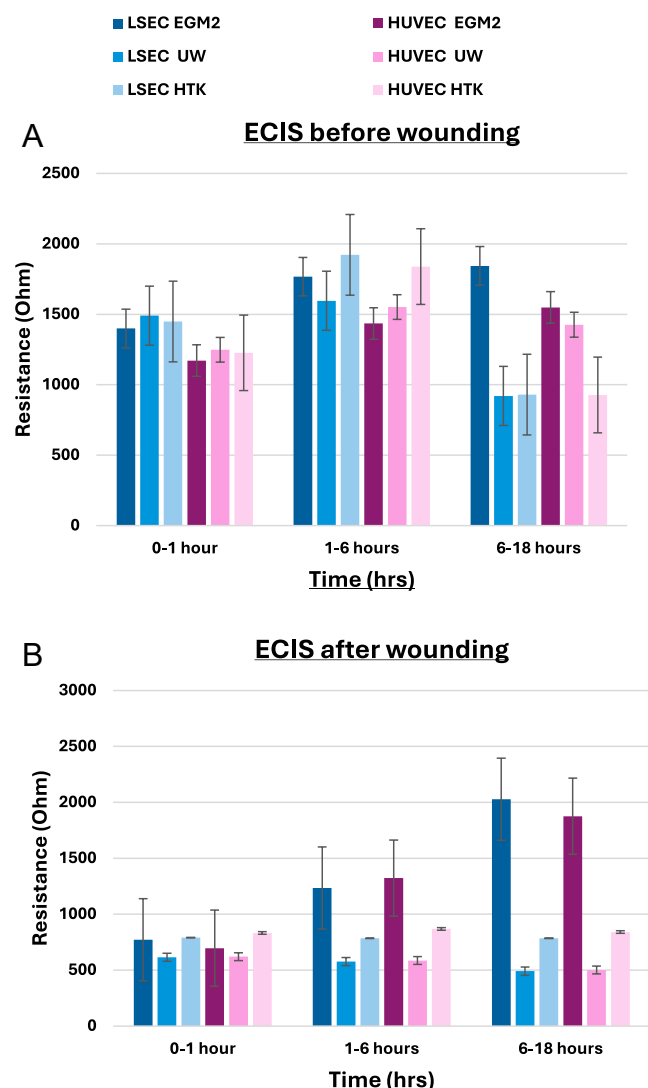 LSEC EGM2
HUVEC EGM2
LSEC UW
HUVEC UW
LSEC HTK
HUVEC HTK
A
ECIS before wounding
2500
2000
1500
1000
500
0
Resistance (Ohm)
0-1 hour
1-6 hours
6-18 hours
Time (hrs)
B
ECIS after wounding
3000
2500
2000
1500
1000
500
0
Resistance (Ohm)
0-1 hour
1-6 hours
6-18 hours
Time (hrs)